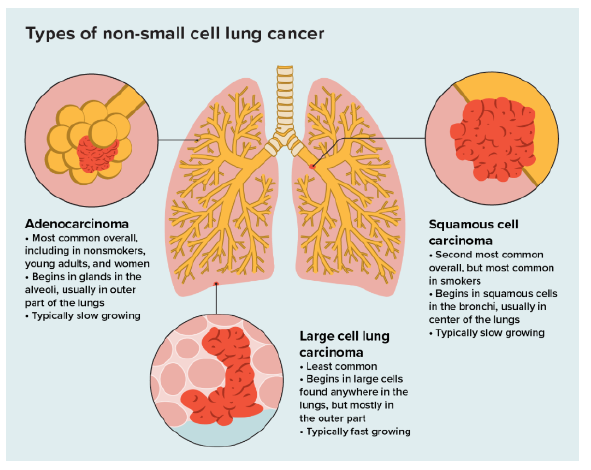 Types of non-small cell lung cancer
Adenocarcinoma
• Most common overall,
including in nonsmokers,
young adults, and women
• Begins in glands in the
alveoli, usually in outer
part of the lungs
• Typically slow growing
Squamous cell
carcinoma
• Second most common
overall, but most common
in smokers
• Begins in squamous cells
in the bronchi, usually in
center of the lungs
• Typically slow growing
Large cell lung
carcinoma
• Least common
• Begins in large cells
found anywhere in the
lungs, but mostly in
the outer part
• Typically fast growing